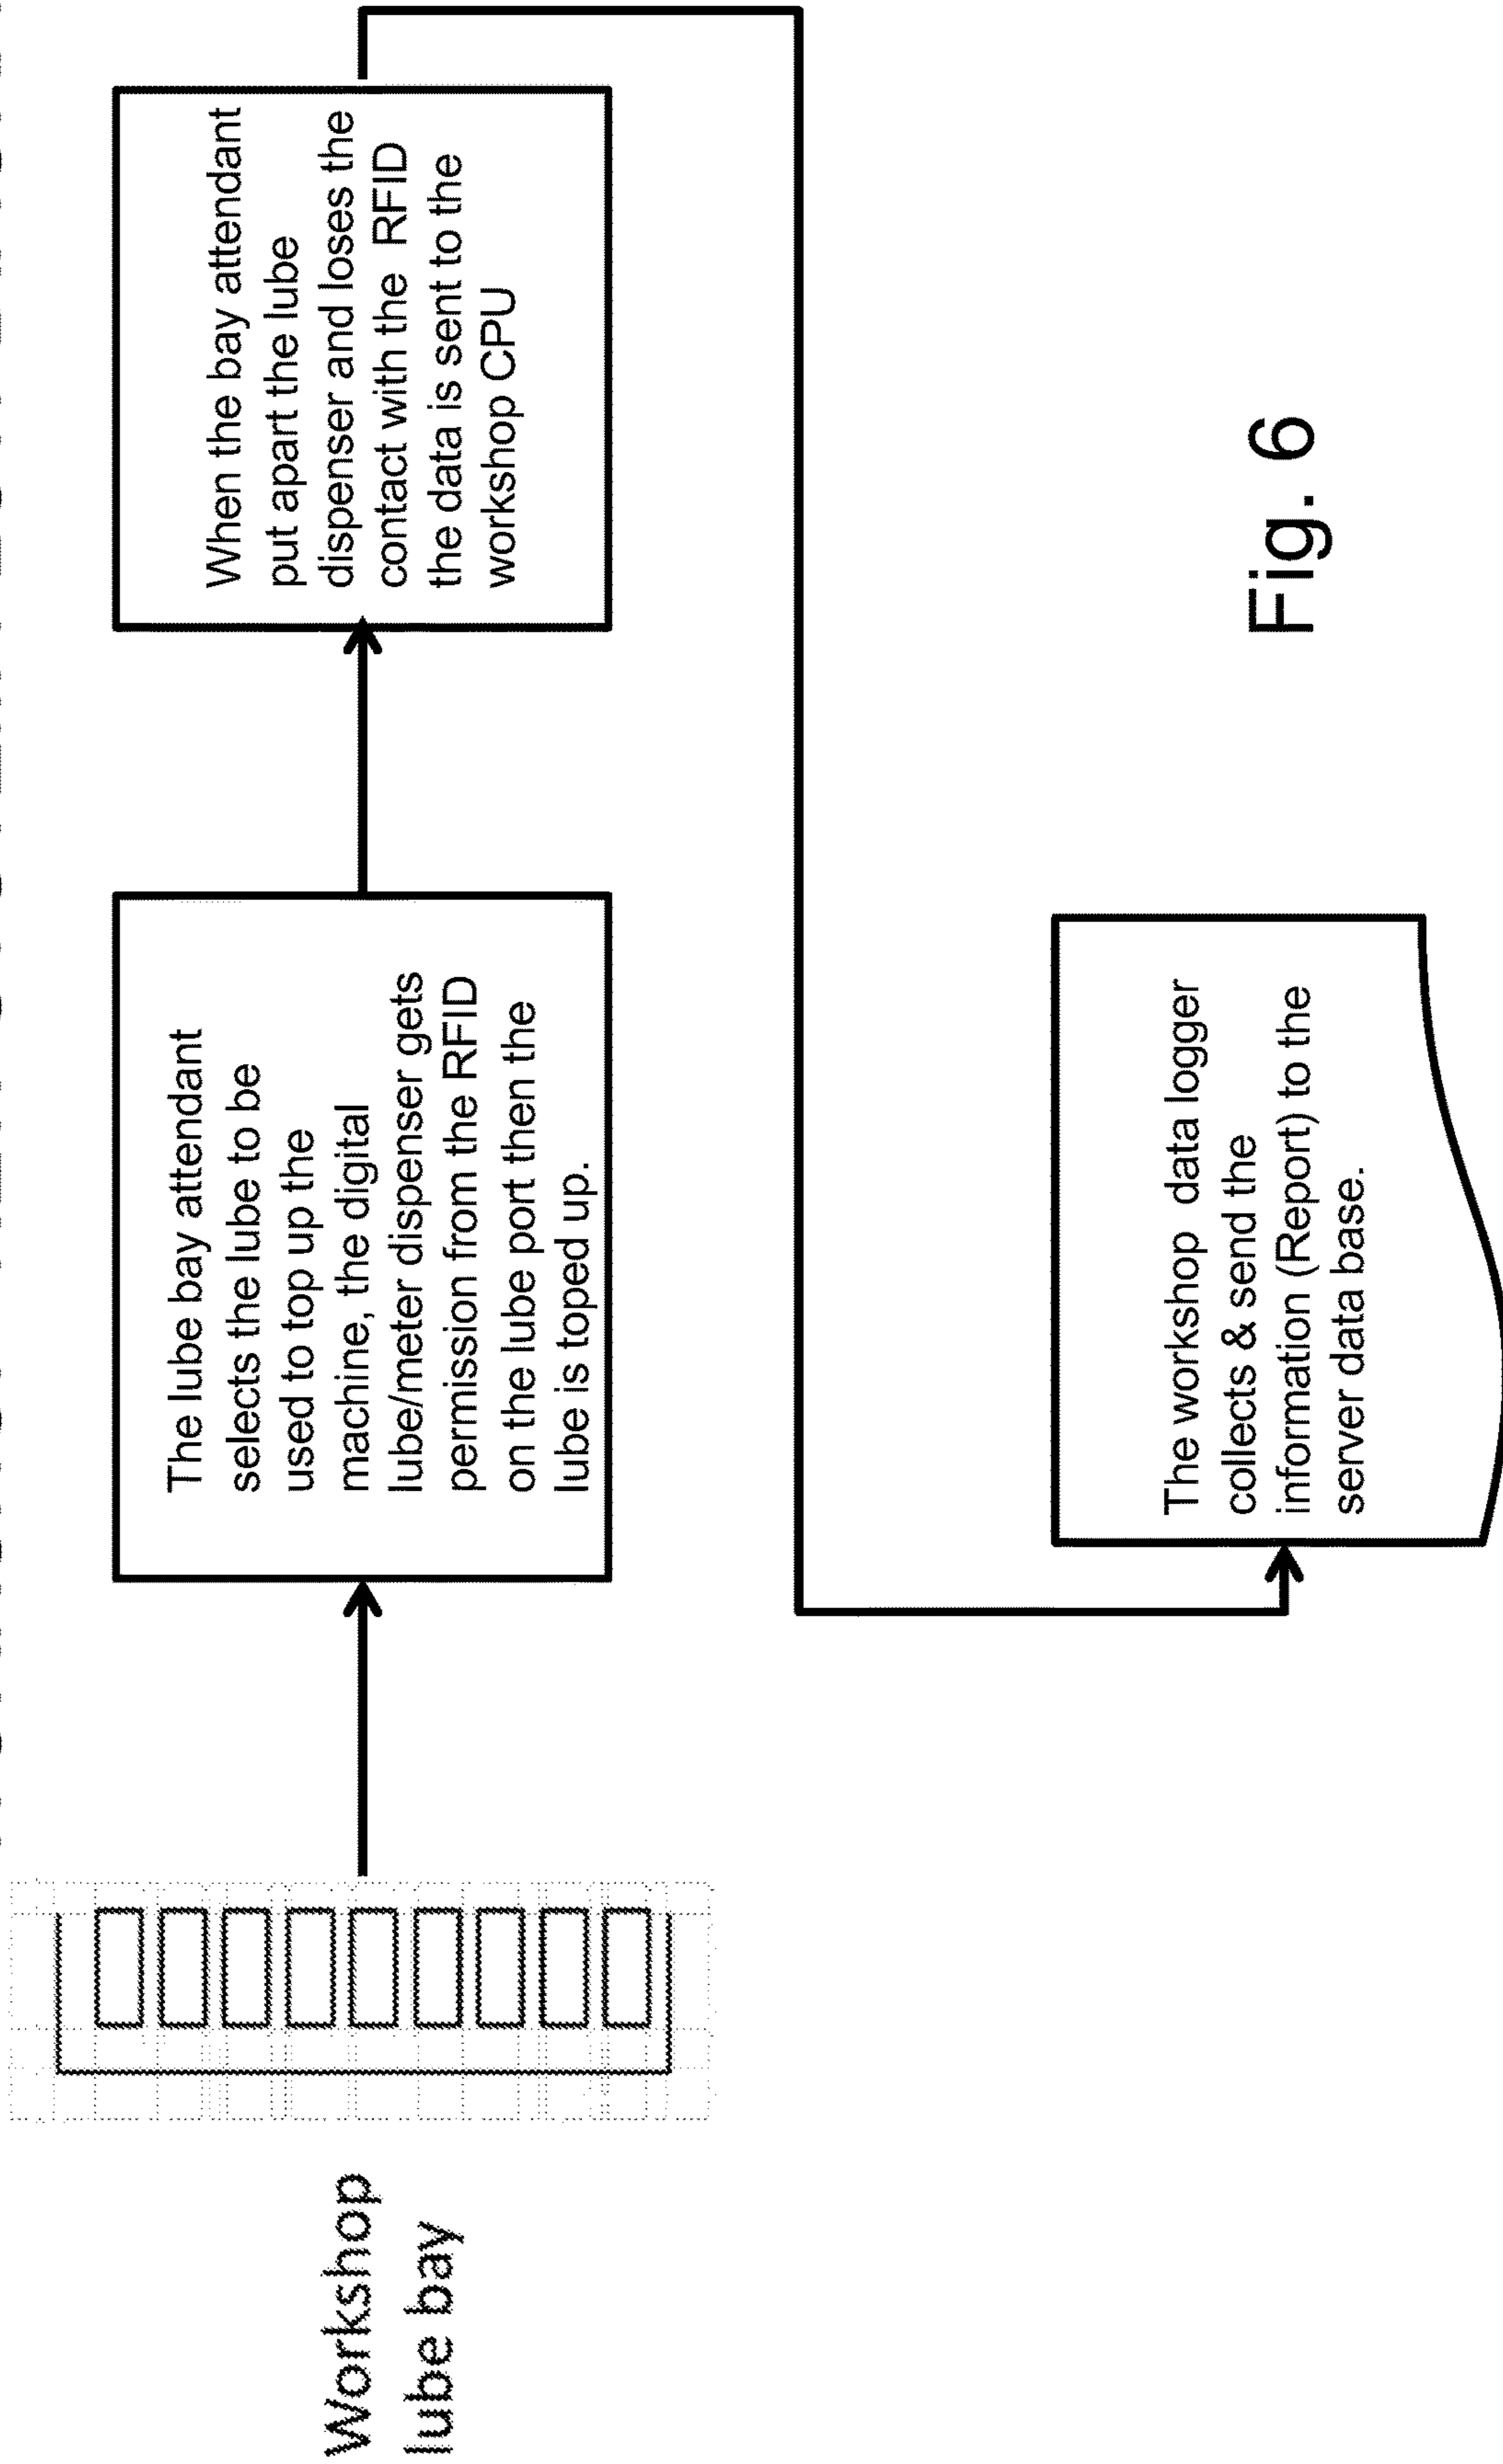 Workshop
lube bay
The lube bay attendant
selects the lube to be
used to top up the
machine, the digital
lube/meter dispenser gets
permission from the RFID
on the lube port then the
lube is toped up.
When the bay attendant
put apart the lube
dispenser and loses the
contact with the RFID
the data is sent to the
workshop CPU
The workshop data logger
collects & send the
information (Report) to the
server data base.
Fig. 6